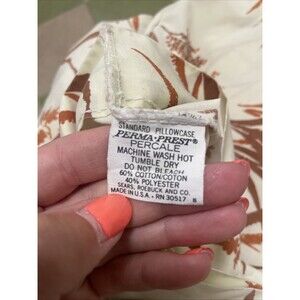 STANDARD PILLOWCASE
PERMA-PREST®
PERCALE
MACHINE WASH HOT
TUMBLE DRY
DO NOT BLEACH
60% COTTON/COTON
40% POLYESTER
SEARS, ROEBUCK AND CO.
MADE IN U.S.A. - RN 30517 B